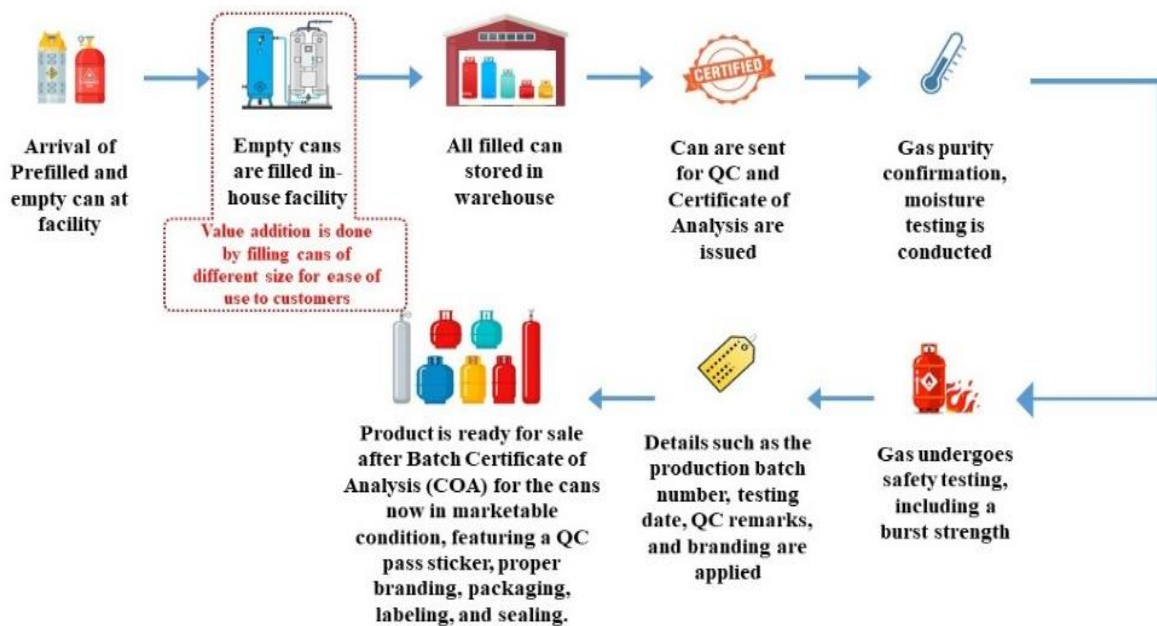 Arrival of
Prefilled and
empty can at
facility
Empty cans
are filled in-
house facility
Value addition is done
by filling cans of
different size for ease of
use to customers
All filled can
stored in
warehouse
CERTIFIED
Can are sent
for QC and
Certificate of
Analysis are
issued
Gas purity
confirmation,
moisture
testing is
conducted
Gas undergoes
safety testing,
including a
burst strength
Details such as the
production batch
number, testing
date, QC remarks,
and branding are
applied
Product is ready for sale
after Batch Certificate of
Analysis (COA) for the cans
now in marketable
condition, featuring a QC
pass sticker, proper
branding, packaging,
labeling, and sealing.